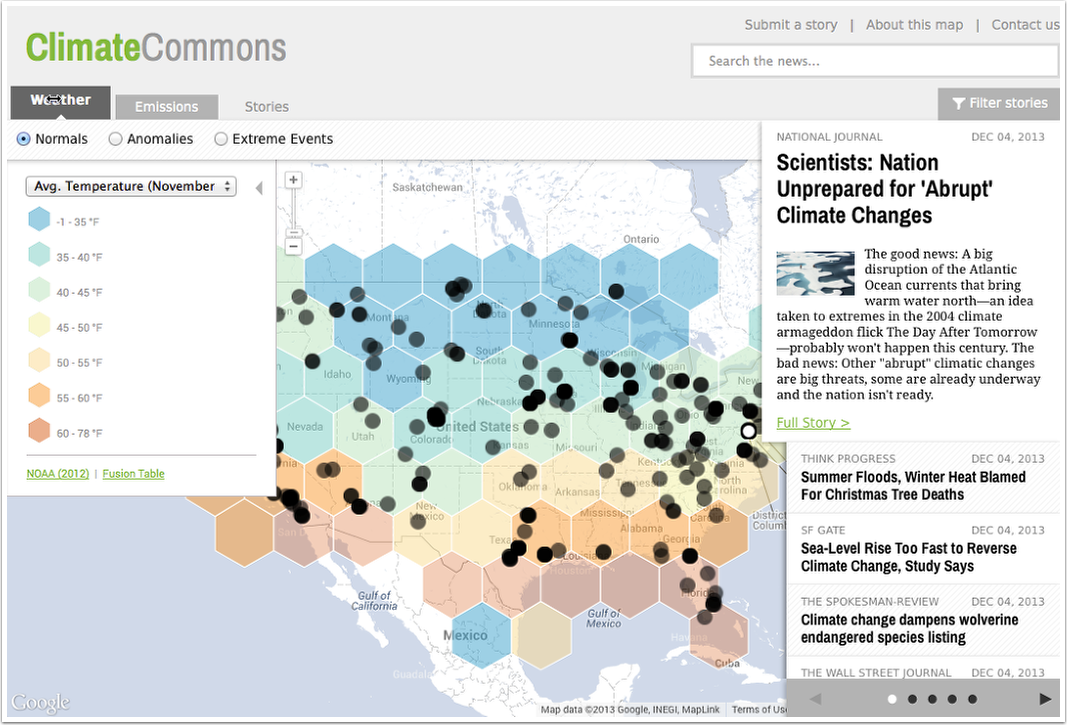 Submit a story | About this map | Contact us
ClimateCommons
Search the news...
Weather
Emissions
Stories
Filter stories
Normals
Anomalies
Extreme Events
Avg. Temperature (November
-1 - 35 °F
35 - 40 °F
40 - 45 °F
45 - 50 °F
50 - 55 °F
55 - 60 °F
60 - 78 °F
NOAA (2012) | Fusion Table
Saskatchewan
Ontario
North
Dakota
Montana
Minnesota
South
Dakota
Wisconsin
Michigan
Idaho
Wyoming
Nebraska
Nevada
Utah
Colorado
United States
Missouri
Oklahoma
Arkansas
New
Mexico
Mississippi
Alabama
Georgia
Houston
Gulf of
California
Gulf of
Mexico
Mexico
Havana
Cuba
Google
Map data ©2013 Google, INEGI, MapLink
NATIONAL JOURNAL DEC 04, 2013
Scientists: Nation
Unprepared for 'Abrupt'
Climate Changes
The good news: A big
disruption of the Atlantic
Ocean currents that bring
warm water north—an idea
taken to extremes in the 2004 climate
armageddon flick The Day After Tomorrow
—probably won't happen this century. The
bad news: Other "abrupt" climatic changes
are big threats, some are already underway
and the nation isn't ready.
Full Story >
THINK PROGRESS DEC 04, 2013
Summer Floods, Winter Heat Blamed
For Christmas Tree Deaths
SF GATE DEC 04, 2013
Sea-Level Rise Too Fast to Reverse
Climate Change, Study Says
THE SPOKESMAN-REVIEW DEC 04, 2013
Climate change dampens wolverine
endangered species listing
THE WALL STREET JOURNAL DEC 04, 2013